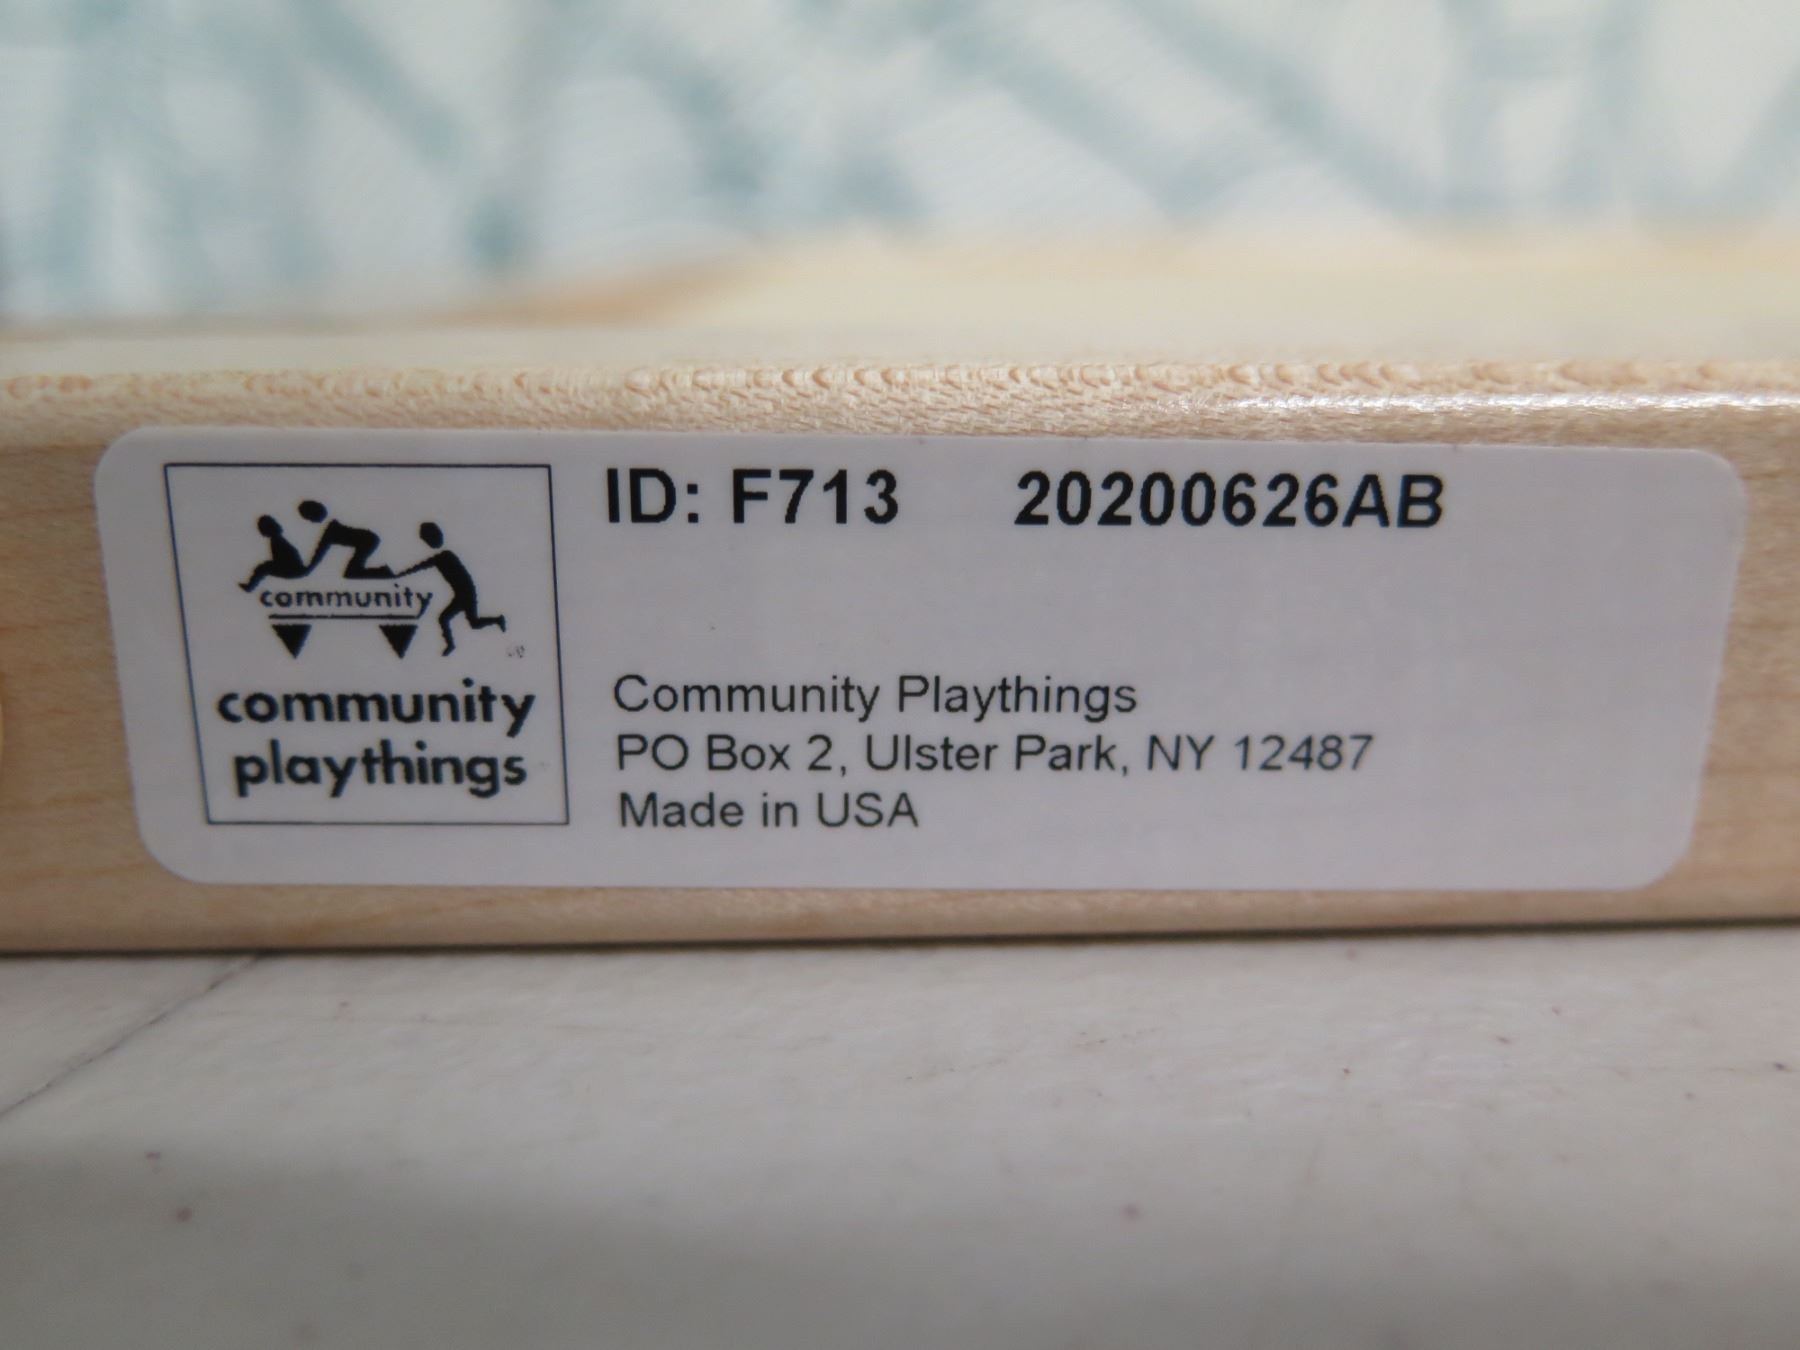 ID: F713 20200626AB
community
community
playthings
Community Playthings
PO Box 2, Ulster Park, NY 12487
Made in USA